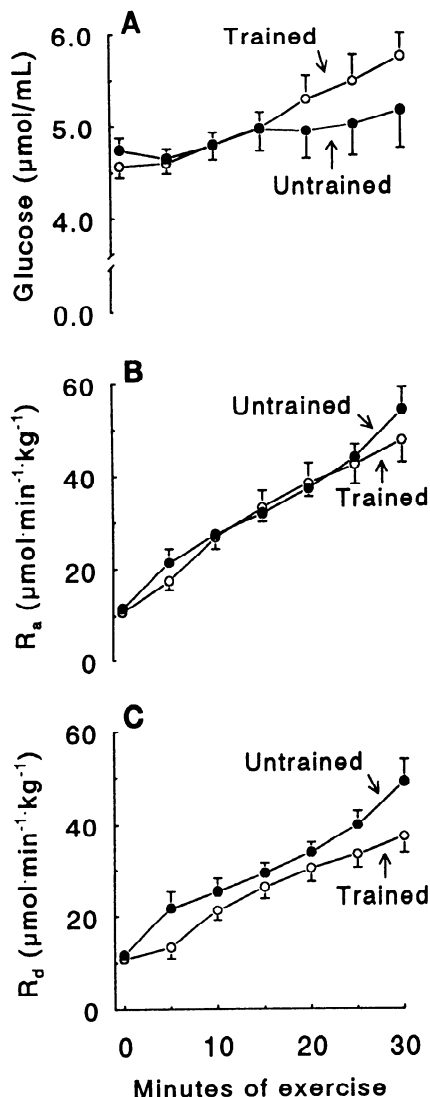 A
6.0
5.0
4.0
0.0
Glucose (µmol/mL)
Trained
Untrained
B
60
40
20
0
Rₐ (µmol·min⁻¹·kg⁻¹)
Untrained
Trained
C
60
40
20
0
R_d (µmol·min⁻¹·kg⁻¹)
Untrained
Trained
0 10 20 30
Minutes of exercise